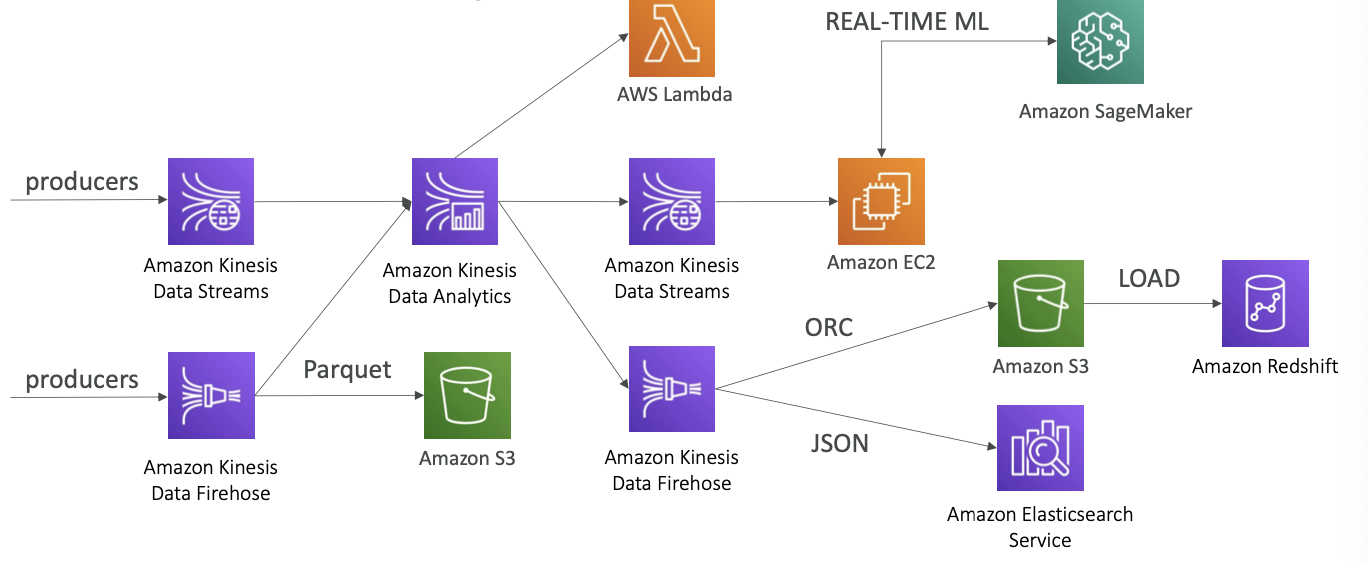 REAL-TIME ML
AWS Lambda
Amazon SageMaker
producers
Amazon Kinesis
Data Streams
Amazon Kinesis
Data Analytics
Amazon Kinesis
Data Streams
Amazon EC2
LOAD
ORC
producers
Parquet
Amazon S3
Amazon Redshift
JSON
Amazon Kinesis
Data Firehose
Amazon S3
Amazon Kinesis
Data Firehose
Amazon Elasticsearch
Service